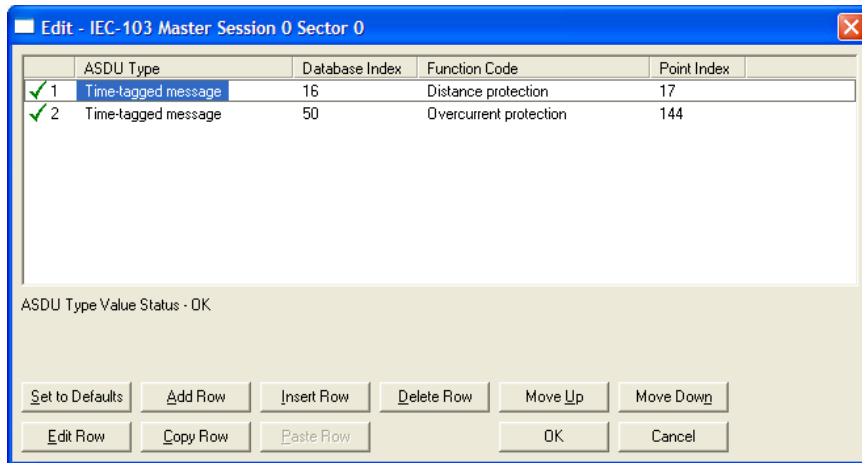 Edit - IEC-103 Master Session 0 Sector 0
ASDU Type Database Index Function Code Point Index
1 Time-tagged message 16 Distance protection 17
2 Time-tagged message 50 Overcurrent protection 144
ASDU Type Value Status - OK
Set to Defaults Add Row Insert Row Delete Row Move Up Move Down
Edit Row Copy Row Paste Row OK Cancel